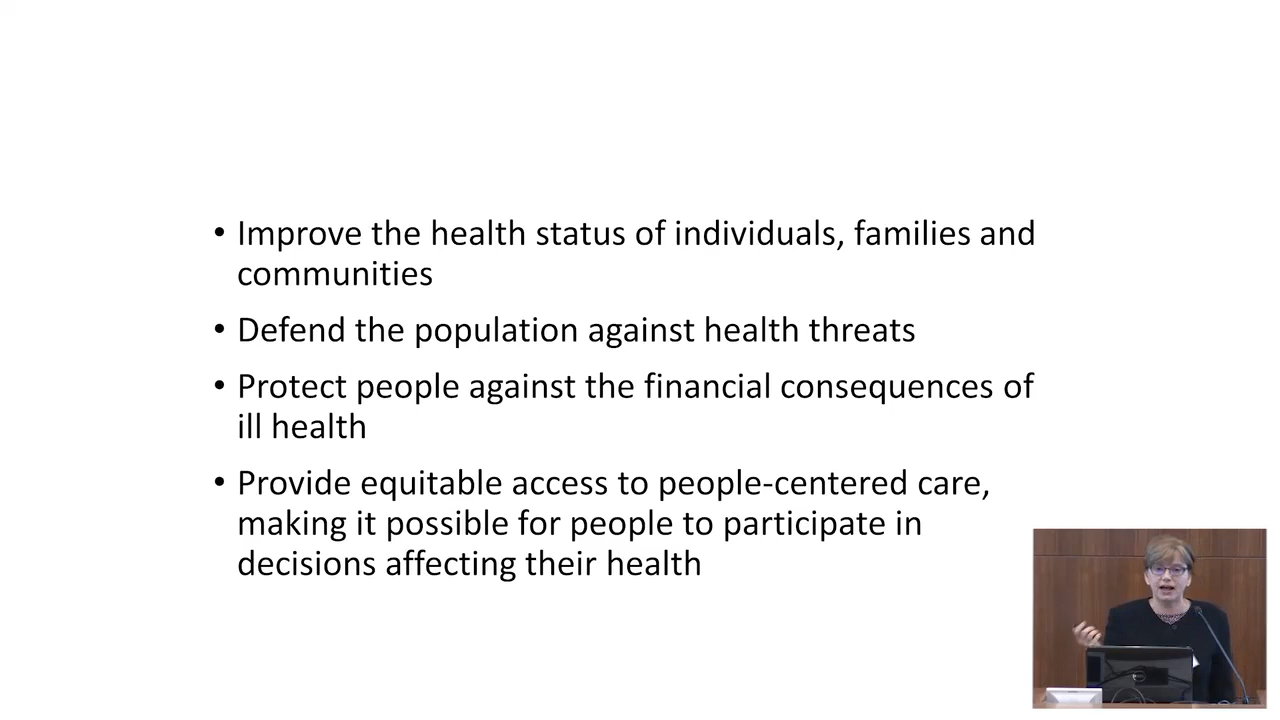 • Improve the health status of individuals, families and
communities
• Defend the population against health threats
• Protect people against the financial consequences of
ill health
• Provide equitable access to people-centered care,
making it possible for people to participate in
decisions affecting their health